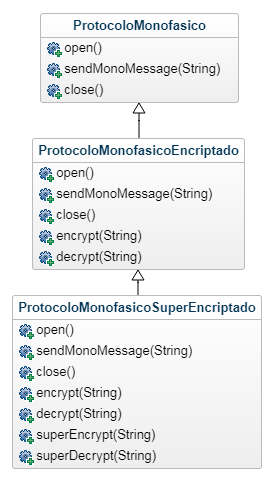 ProtocoloMonofasico
open()
sendMonoMessage(String)
close()
ProtocoloMonofasicoEncriptado
open()
sendMonoMessage(String)
close()
encrypt(String)
decrypt(String)
ProtocoloMonofasicoSuperEncriptado
open()
sendMonoMessage(String)
close()
encrypt(String)
decrypt(String)
superEncrypt(String)
superDecrypt(String)